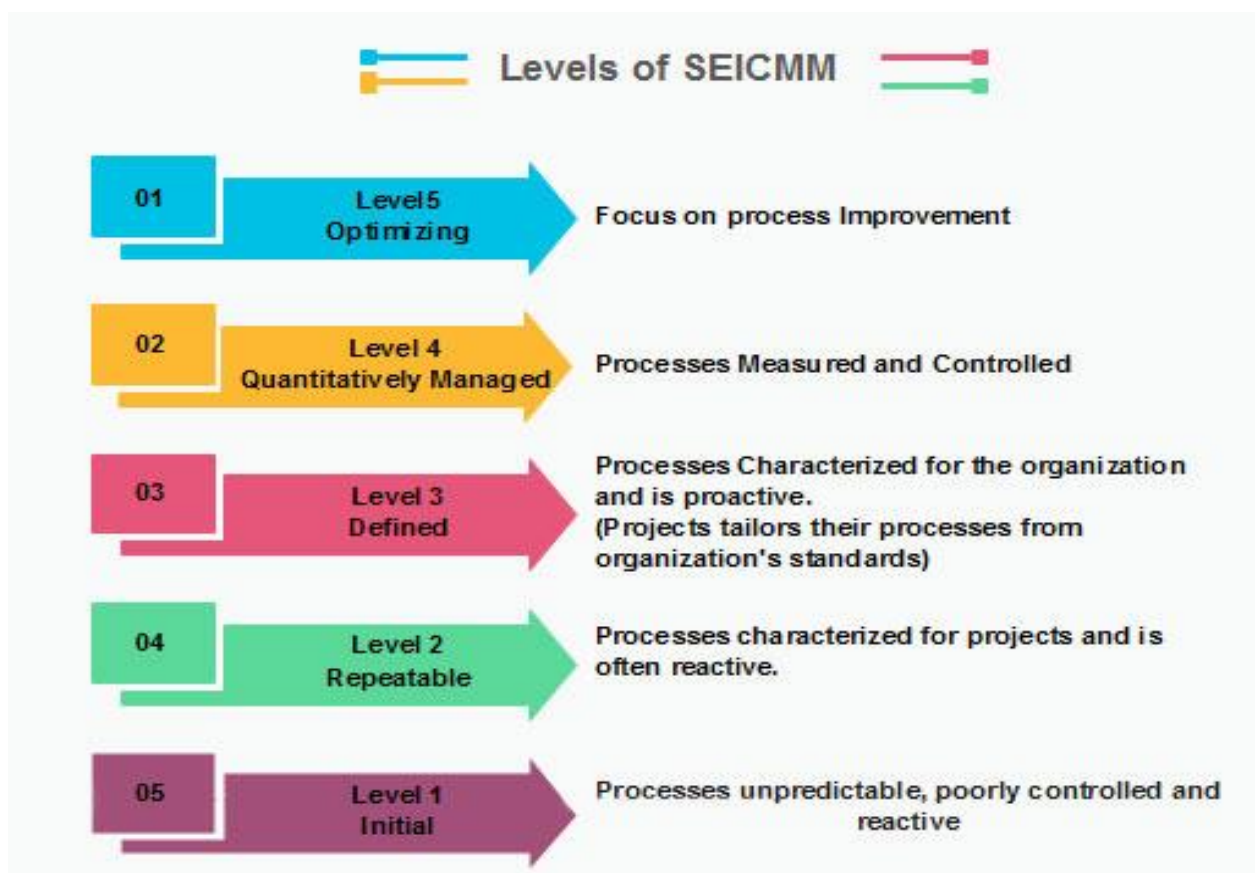 Levels of SEICMM
01
Level5
Optimizing
Focus on process Improvement
02
Level 4
Quantitatively Managed
Processes Measured and Controlled
03
Level 3
Defined
Processes Characterized for the organization
and is proactive.
(Projects tailors their processes from
organization's standards)
04
Level 2
Repeatable
Processes characterized for projects and is
often reactive.
05
Level 1
Initial
Processes unpredictable, poorly controlled and
reactive